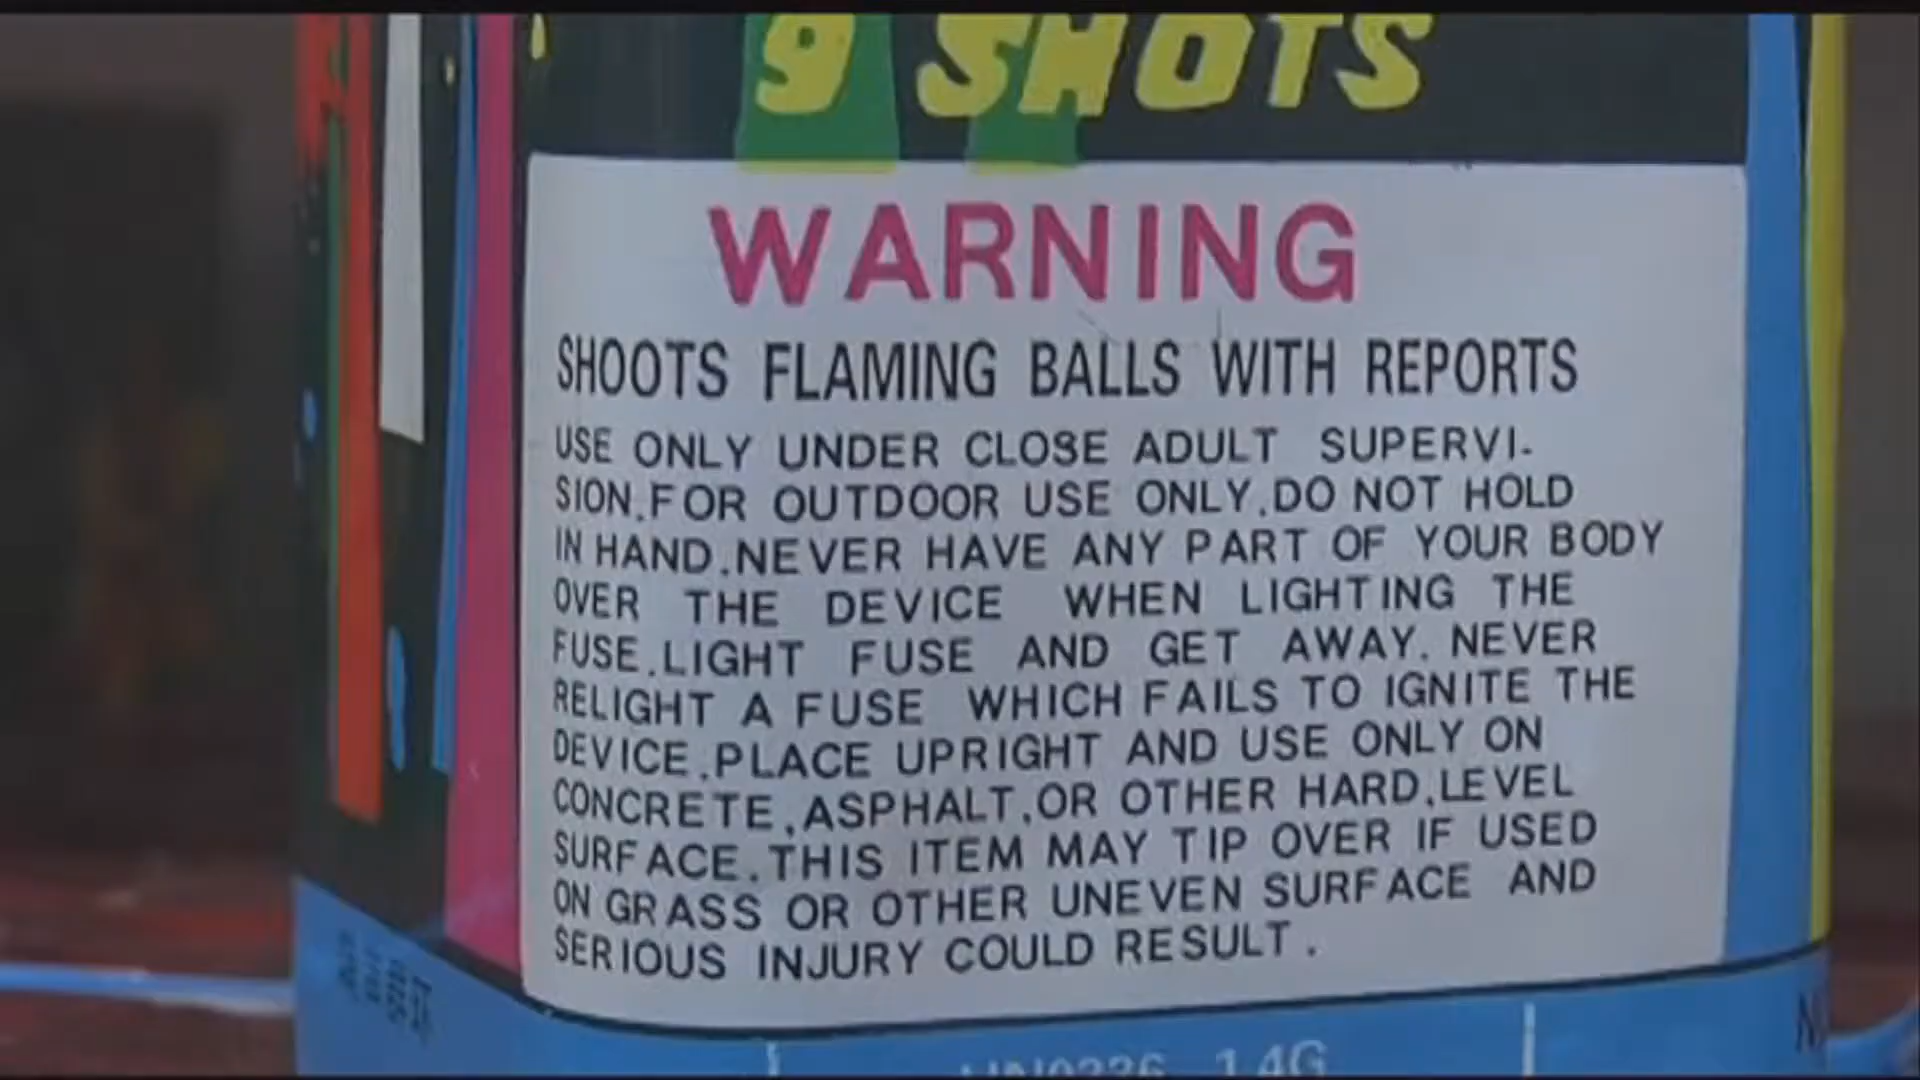 9 SHOTS
WARNING
SHOOTS FLAMING BALLS WITH REPORTS
USE ONLY UNDER CLOSE ADULT SUPERVI-
SION.FOR OUTDOOR USE ONLY.DO NOT HOLD
IN HAND.NEVER HAVE ANY PART OF YOUR BODY
OVER THE DEVICE WHEN LIGHTING THE
FUSE.LIGHT FUSE AND GET AWAY. NEVER
RELIGHT A FUSE WHICH FAILS TO IGNITE THE
DEVICE.PLACE UPRIGHT AND USE ONLY ON
CONCRETE,ASPHALT,OR OTHER HARD,LEVEL
SURFACE.THIS ITEM MAY TIP OVER IF USED
ON GRASS OR OTHER UNEVEN SURFACE AND
SERIOUS INJURY COULD RESULT.
UN0336 1.4G